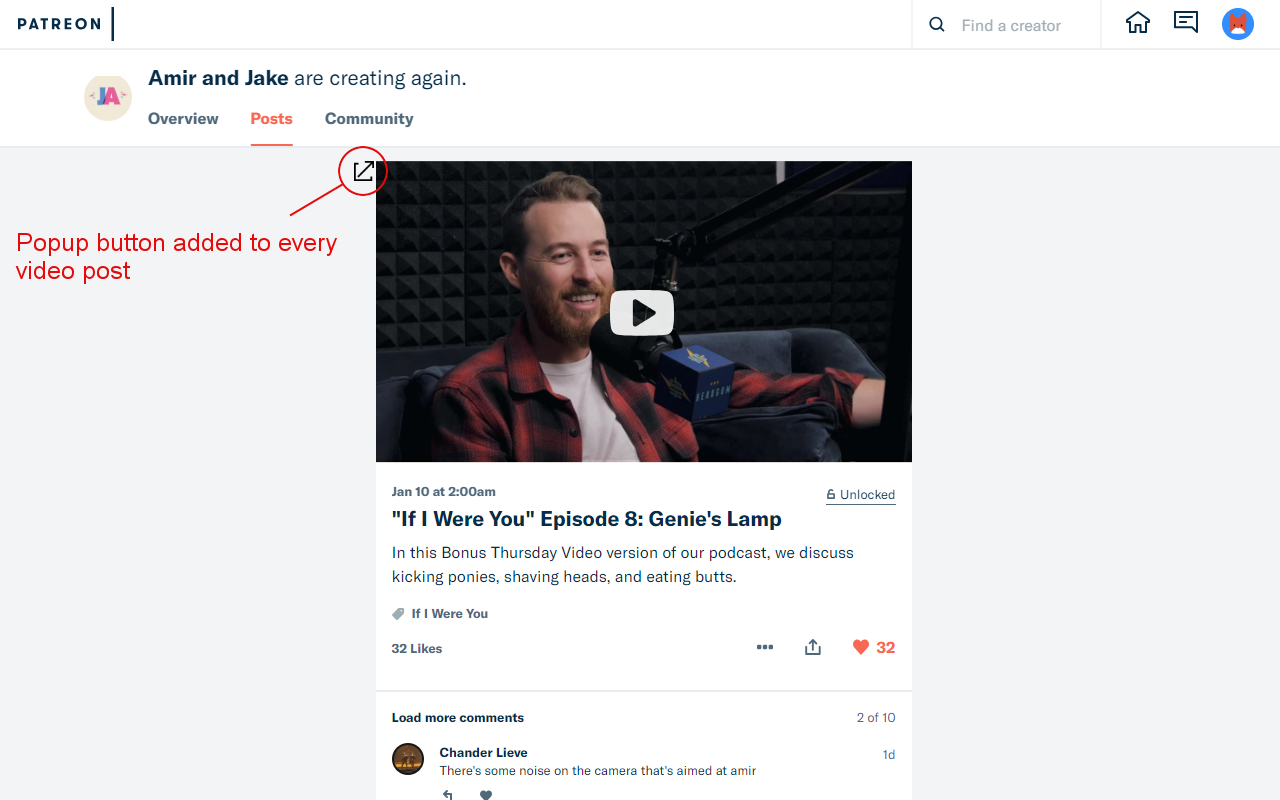 PATREON
Find a creator
JA
Amir and Jake are creating again.
Overview Posts Community
Popup button added to every
video post
HEADGUM
Jan 10 at 2:00am
Unlocked
"If I Were You" Episode 8: Genie's Lamp
In this Bonus Thursday Video version of our podcast, we discuss
kicking ponies, shaving heads, and eating butts.
If I Were You
32 Likes
32
Load more comments
2 of 10
Chander Lieve
1d
There's some noise on the camera that's aimed at amir